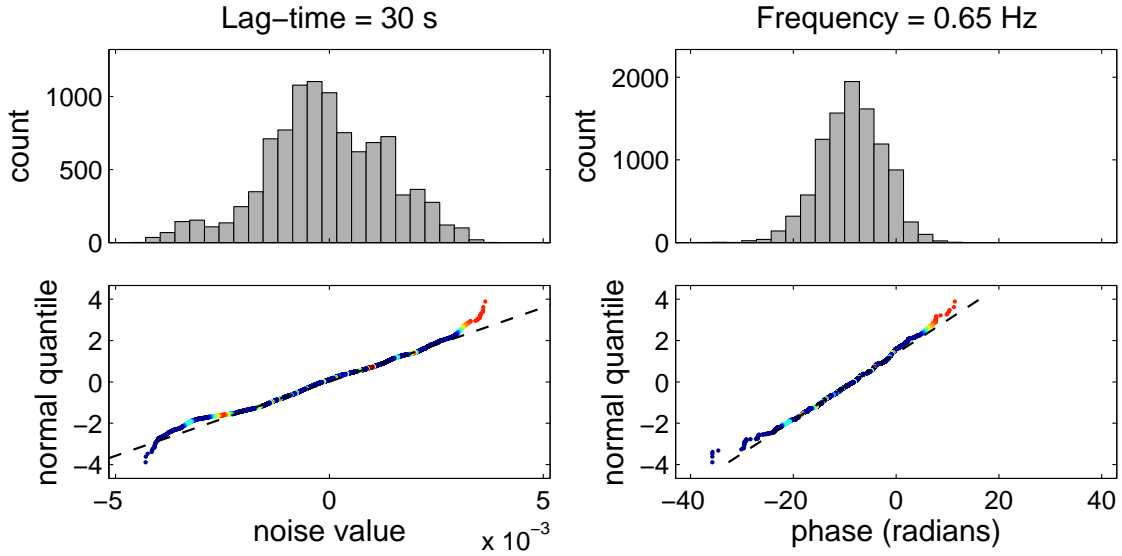 Lag−time = 30 s
Frequency = 0.65 Hz
count
1000
500
0
count
2000
1000
0
normal quantile
4
2
0
−2
−4
−5
0
5
noise value
x 10⁻³
normal quantile
4
2
0
−2
−4
−40
−20
0
20
40
phase (radians)